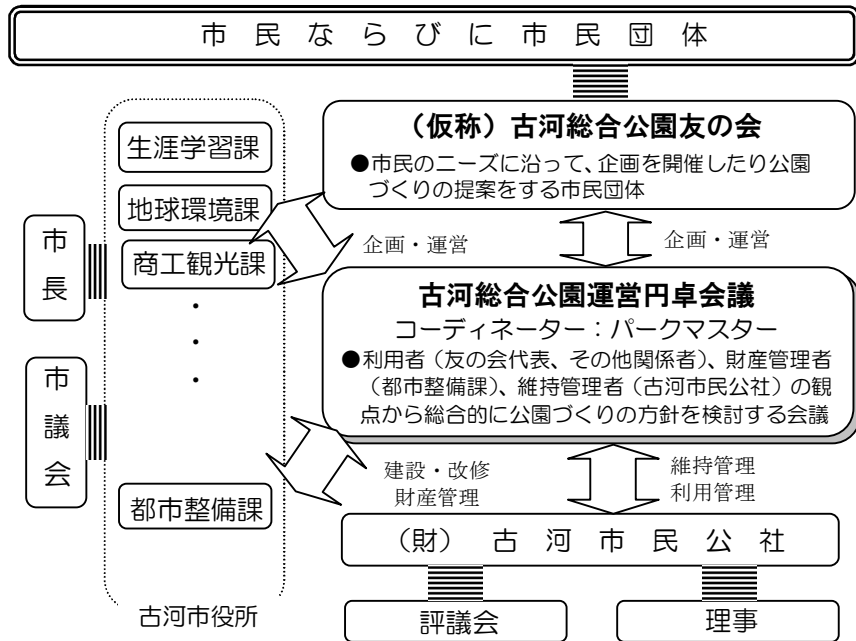 市民ならびに市民団体
（仮称）古河総合公園友の会
●市民のニーズに沿って、企画を開催したり公園
づくりの提案をする市民団体
生涯学習課
地球環境課
商工観光課
・
・
・
都市整備課
古河市役所
市長
市議会
企画・運営
企画・運営
古河総合公園運営円卓会議
コーディネーター：パークマスター
●利用者（友の会代表、その他関係者）、財産管理者
（都市整備課）、維持管理者（古河市民公社）の観
点から総合的に公園づくりの方針を検討する会議
建設・改修
財産管理
維持管理
利用管理
（財）古河市民公社
評議会
理事